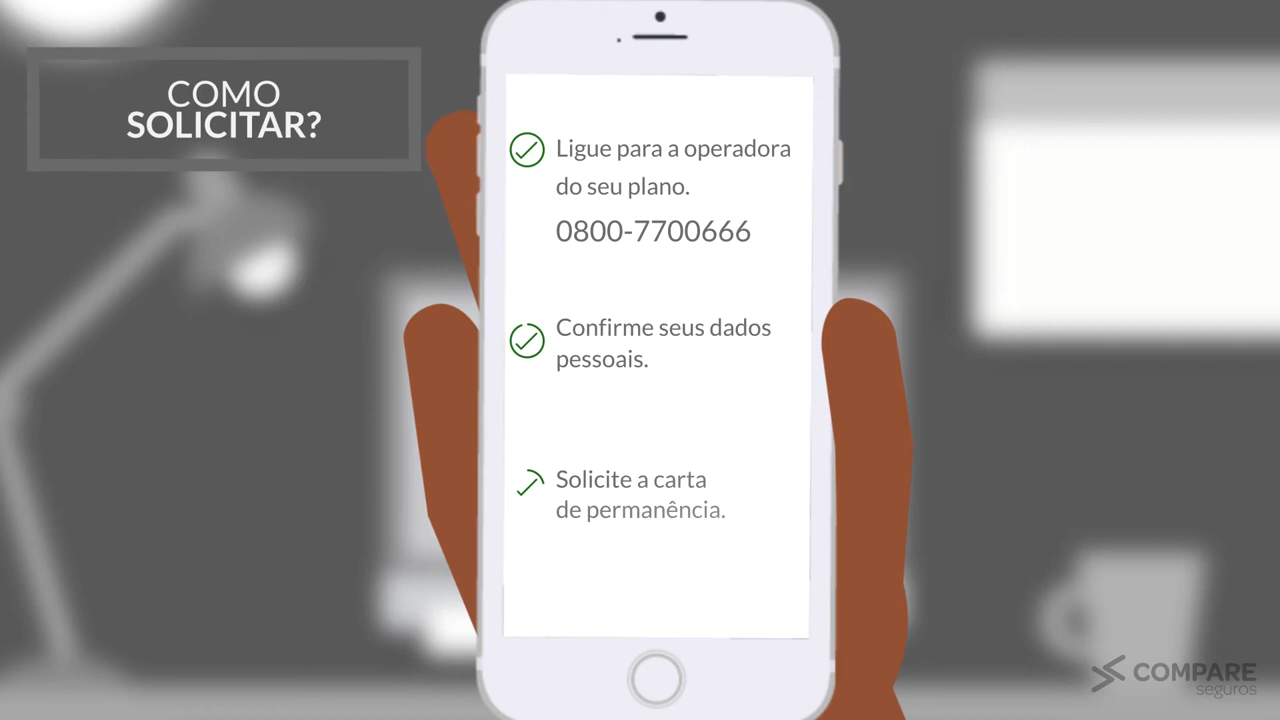 COMO
SOLICITAR?
Ligue para a operadora
do seu plano.
0800-7700666
Confirme seus dados
pessoais.
Solicite a carta
de permanência.
COMPARE
seguros